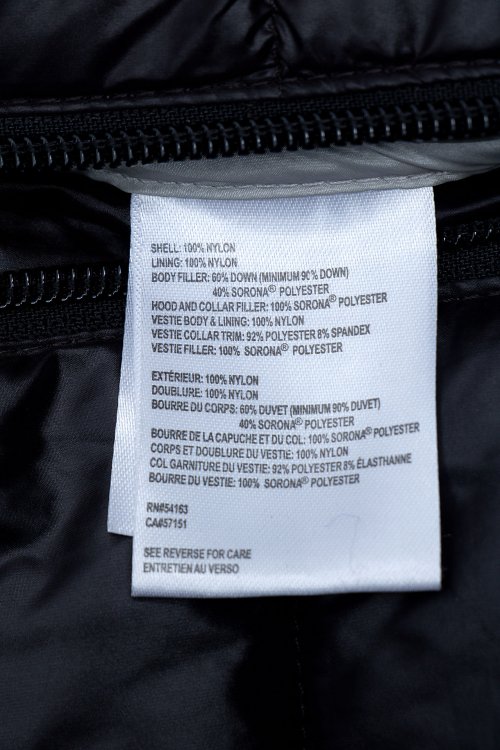 SHELL: 100% NYLON
LINING: 100% NYLON
BODY FILLER: 60% DOWN (MINIMUM 90% DOWN)
40% SORONA® POLYESTER
HOOD AND COLLAR FILLER: 100% SORONA® POLYESTER
VESTIE BODY & LINING: 100% NYLON
VESTIE COLLAR TRIM: 92% POLYESTER 8% SPANDEX
VESTIE FILLER: 100% SORONA® POLYESTER
EXTÉRIEUR: 100% NYLON
DOUBLURE: 100% NYLON
BOURRE DU CORPS: 60% DUVET (MINIMUM 90% DUVET)
40% SORONA® POLYESTER
BOURRE DE LA CAPUCHE ET DU COL: 100% SORONA® POLYESTER
CORPS ET DOUBLURE DU VESTIE: 100% NYLON
COL GARNITURE DU VESTIE: 92% POLYESTER 8% ÉLASTHANNE
BOURRE DU VESTIE: 100% SORONA® POLYESTER
RN#54163
CA#57151
SEE REVERSE FOR CARE
ENTRETIEN AU VERSO